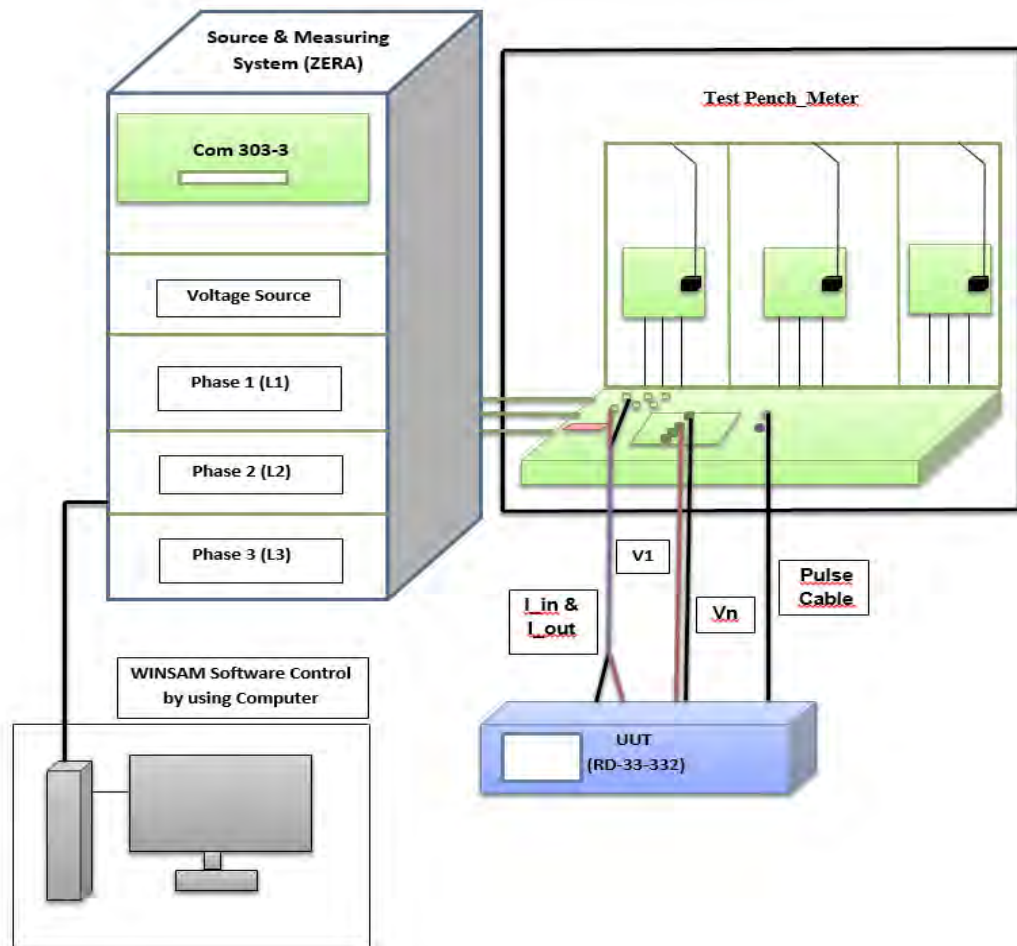 Source & Measuring
System (ZERA)
Com 303-3
Voltage Source
Phase 1 (L1)
Phase 2 (L2)
Phase 3 (L3)
Test Pench_Meter
V1
I_in &
I_out
Vn
Pulse
Cable
WINSAM Software Control
by using Computer
UUT
(RD-33-332)